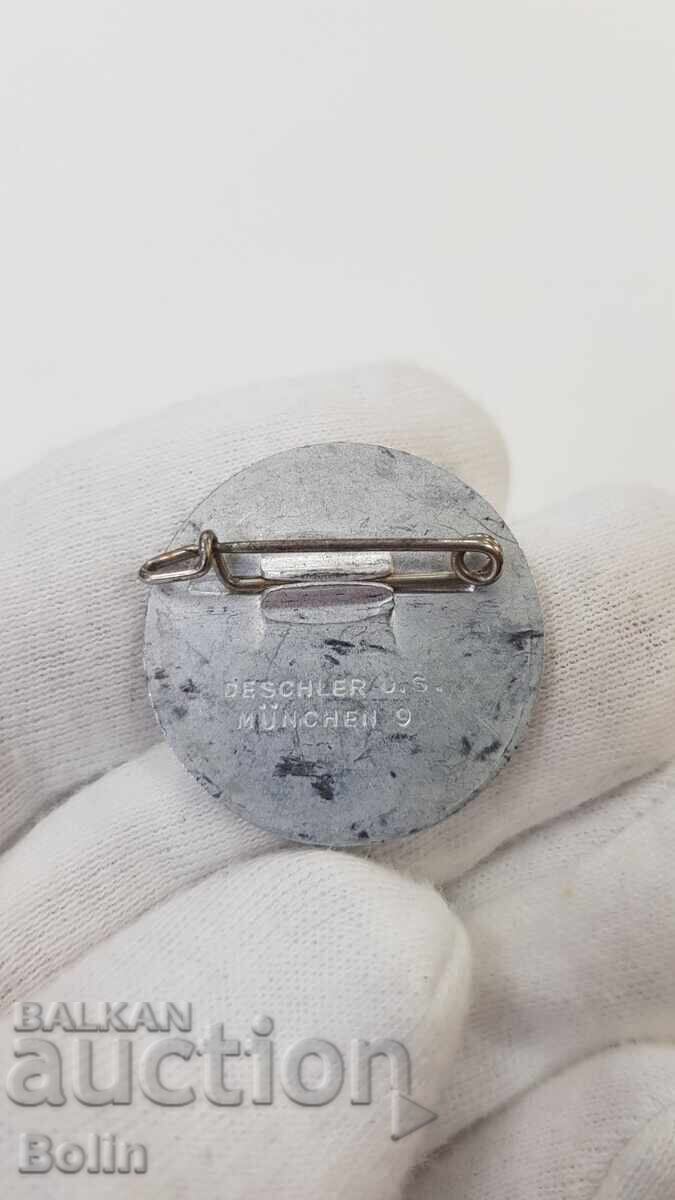 DESCHLER U. S.
MÜNCHEN 9
BALKAN
auction
Bolin